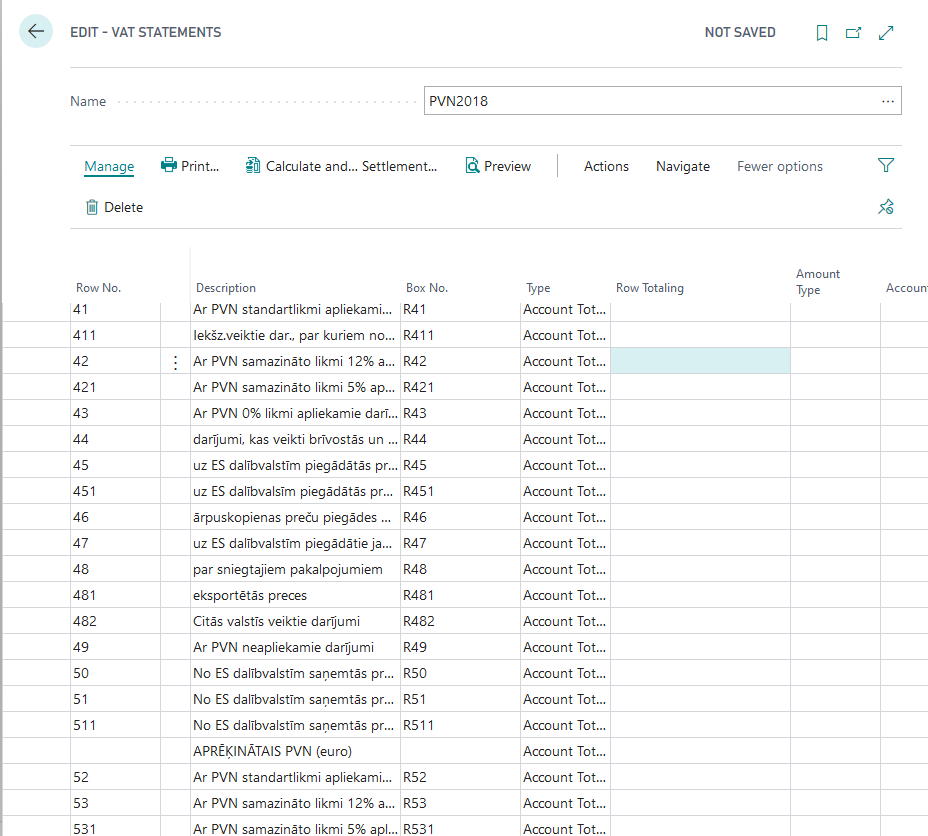 EDIT - VAT STATEMENTS NOT SAVED
Name PVN2018 ...
Manage Print... Calculate and... Settlement... Preview Actions Navigate Fewer options
Delete
Row No. Description Box No. Type Row Totaling Amount Type Account
41 Ar PVN standartlikmi apliekami... R41 Account Tot...
411 Iekšz.veiktie dar., par kuriem no... R411 Account Tot...
42 Ar PVN samazināto likmi 12% a... R42 Account Tot...
421 Ar PVN samazināto likmi 5% ap... R421 Account Tot...
43 Ar PVN 0% likmi apliekamie darī... R43 Account Tot...
44 darījumi, kas veikti brīvostās un ... R44 Account Tot...
45 uz ES dalībvalstīm piegādātās pr... R45 Account Tot...
451 uz ES dalībvalsīm piegādātās pr... R451 Account Tot...
46 ārpuskopienas preču piegādes ... R46 Account Tot...
47 uz ES dalībvalstīm piegādātie ja... R47 Account Tot...
48 par sniegtajiem pakalpojumiem R48 Account Tot...
481 eksportētās preces R481 Account Tot...
482 Citās valstīs veiktie darījumi R482 Account Tot...
49 Ar PVN neapliekamie darījumi R49 Account Tot...
50 No ES dalībvalstīm saņemtās pr... R50 Account Tot...
51 No ES dalībvalstīm saņemtās pr... R51 Account Tot...
511 No ES dalībvalstīm saņemtās pr... R511 Account Tot...
APRĒĶINĀTAIS PVN (euro) Account Tot...
52 Ar PVN standartlikmi apliekami... R52 Account Tot...
53 Ar PVN samazināto likmi 12% a... R53 Account Tot...
531 Ar PVN samazināto likmi 5% apl... R531 Account Tot...